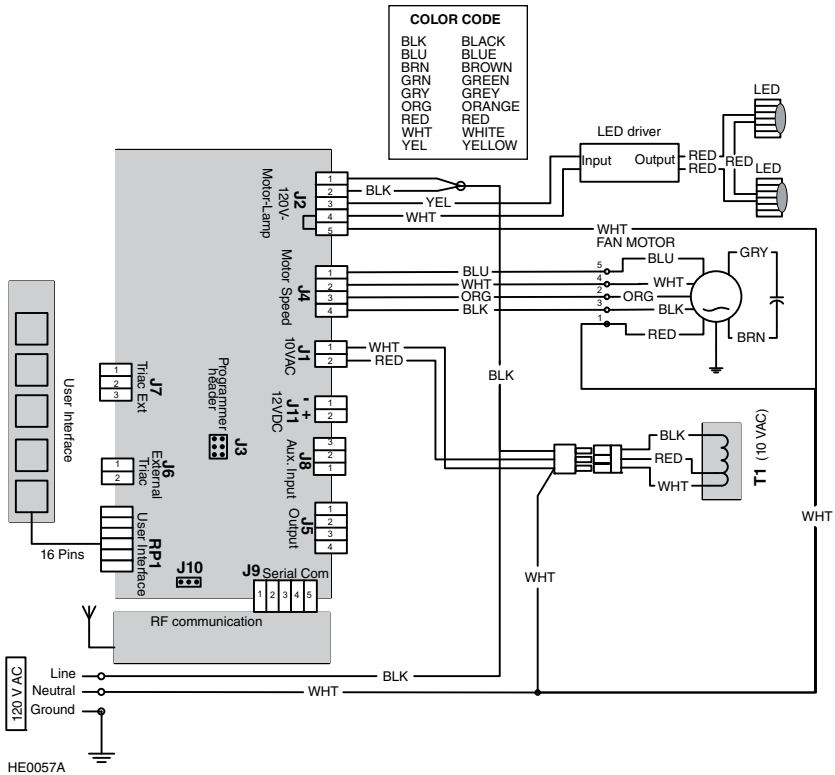 COLOR CODE
BLK BLACK
BLU BLUE
BRN BROWN
GRN GREEN
GRY GREY
ORG ORANGE
RED RED
WHT WHITE
YEL YELLOW
LED
LED driver
Input Output
RED
RED
RED
LED
J2
120V-
Motor-Lamp
1
2
3
4
5
BLK
YEL
WHT
WHT
FAN MOTOR
J4
Motor Speed
1
2
3
4
BLU
WHT
ORG
BLK
5
4
2
3
1
BLU
WHT
ORG
BLK
RED
GRY
BRN
J1
10VAC
1
2
WHT
RED
BLK
J11
- +
12VDC
1
2
J8
Aux. Input
3
2
1
J5
Output
1
2
3
4
Programmer
header
J3
J7
Triac Ext
1
2
3
J6
External
Triac
1
2
RP1
User Interface
User Interface
16 Pins
J10
J9 Serial Com
1 2 3 4 5
RF communication
BLK
RED
WHT
T1 (10 VAC)
WHT
WHT
120 V AC
Line
Neutral
Ground
BLK
WHT
HE0057A